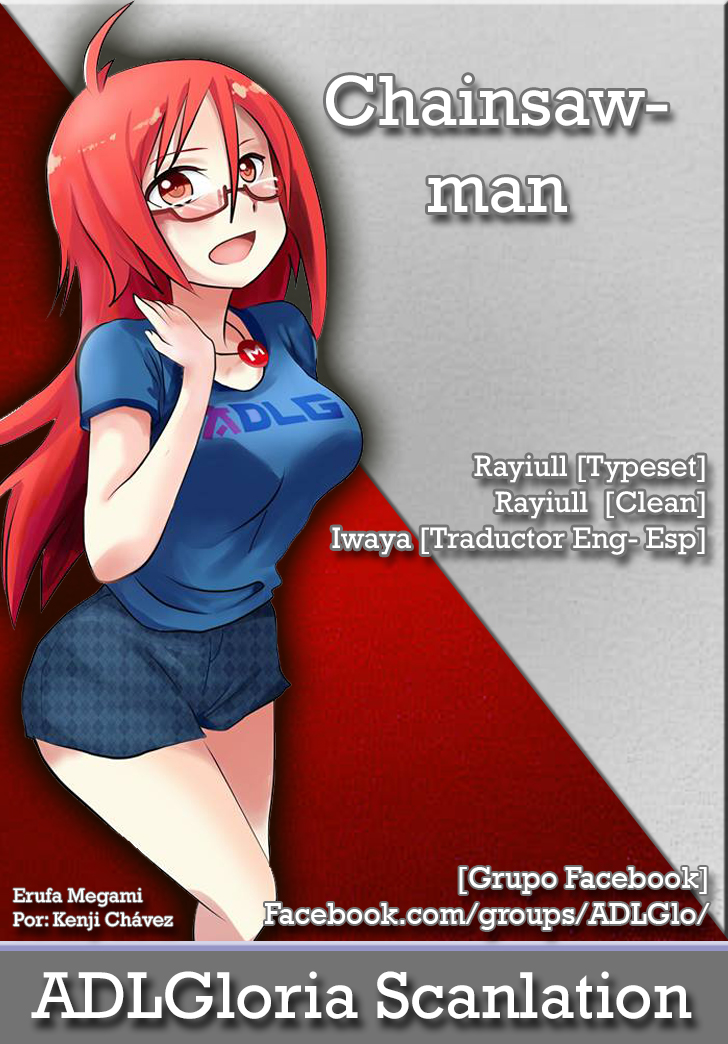 Chainsaw-
man
M
ADLG
Rayiull [Typeset]
Rayiull [Clean]
Iwaya [Traductor Eng- Esp]
[Grupo Facebook]
Facebook.com/groups/ADLGlo/
Erufa Megami
Por: Kenji Chávez
ADLGloria Scanlation